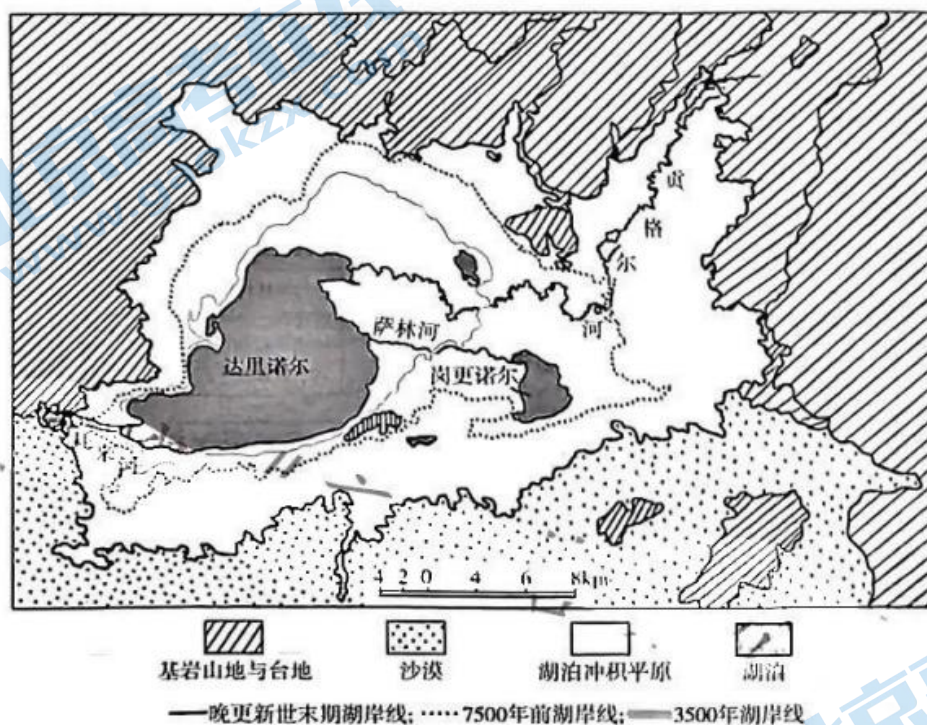 贡
格
尔
河
萨林河
达里诺尔
岗更诺尔
4 2 0 4 6 8km
基岩山地与台地 沙漠 湖泊冲积平原 湖泊
晚更新世末期湖岸线; 7500年前湖岸线; 3500年湖岸线